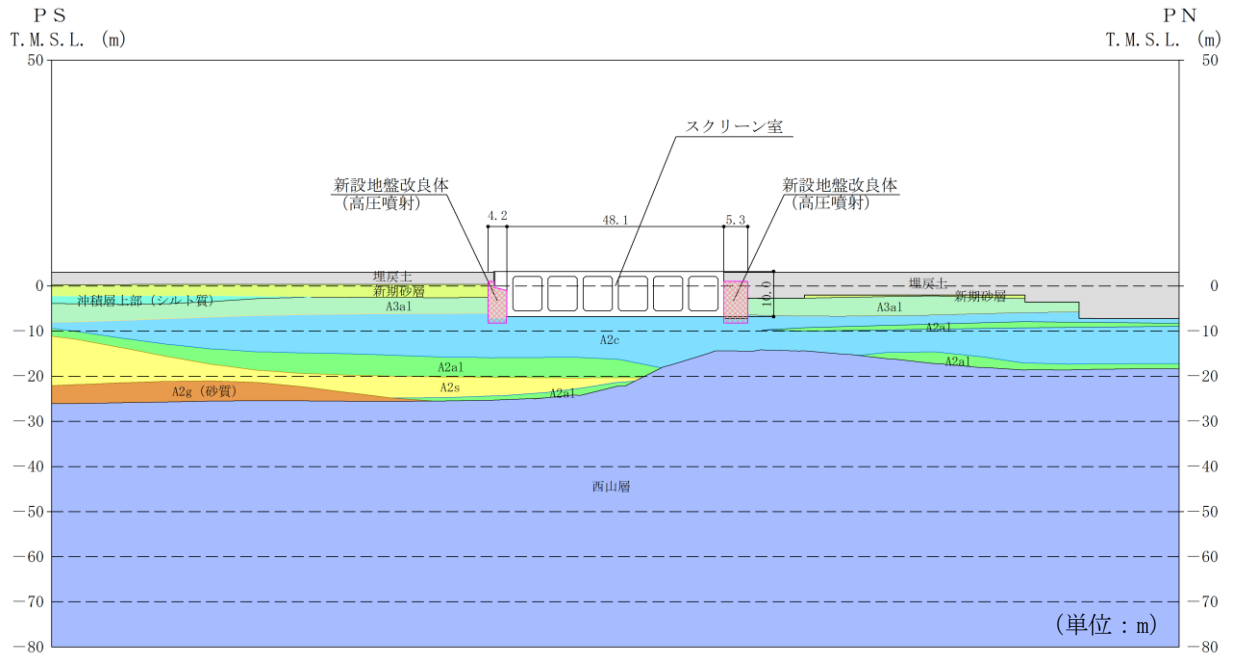 ＰＳ
T.M.S.L. (m)
ＰＮ
T.M.S.L. (m)
50
50
スクリーン室
新設地盤改良体
(高圧噴射)
新設地盤改良体
(高圧噴射)
4.2
48.1
5.3
埋戻土
0
新期砂層
沖積層上部（シルト質）
A3al
10.0
埋戻土
0
新期砂層
A3al
−10
A2c
A2al
−10
A2al
A2al
−20
A2s
A2g（砂質）
A2al
−20
−30
−30
−40
−40
西山層
−50
−50
−60
−60
−70
−70
(単位：m)
−80
−80